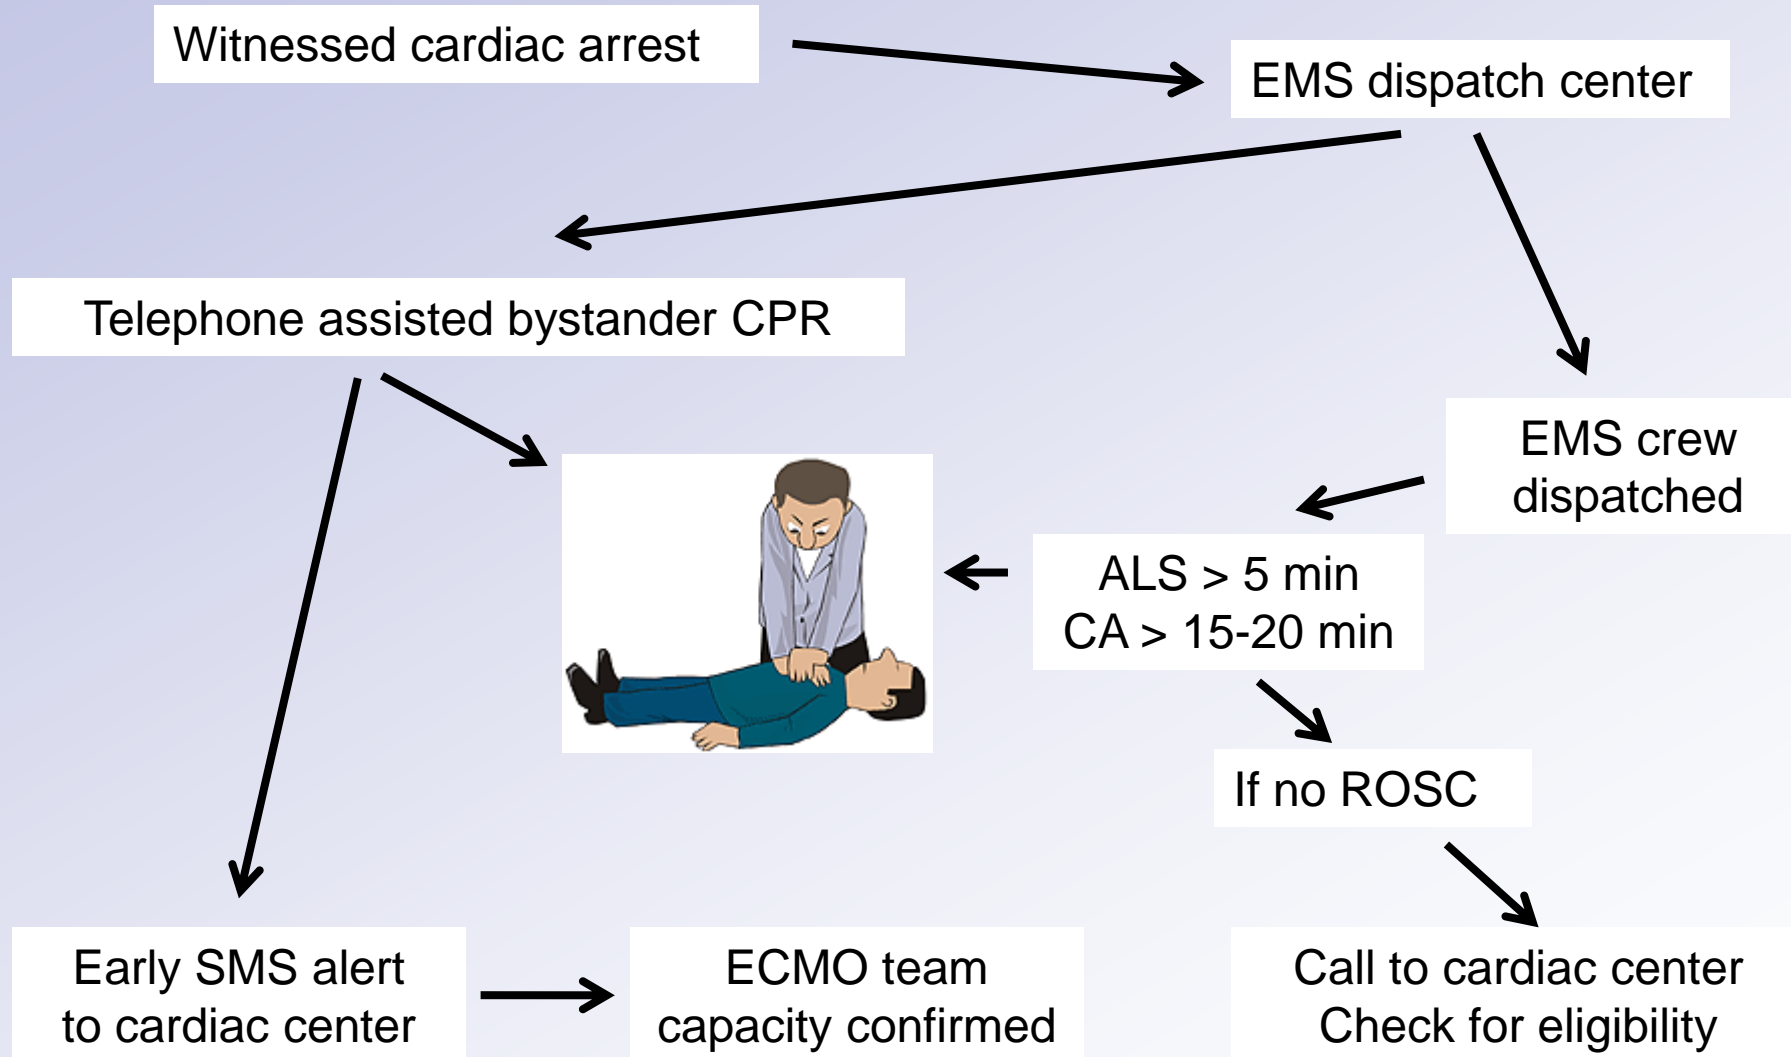 Witnessed cardiac arrest
EMS dispatch center
Telephone assisted bystander CPR
EMS crew
dispatched
ALS > 5 min
CA > 15-20 min
If no ROSC
Early SMS alert
to cardiac center
ECMO team
capacity confirmed
Call to cardiac center
Check for eligibility